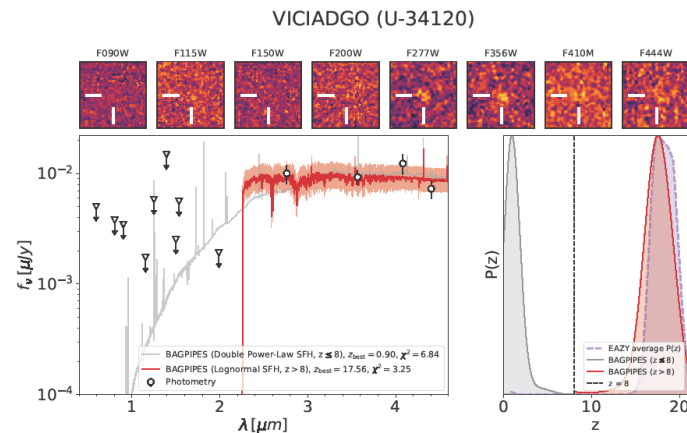 VICIADGO (U-34120)
F090W F115W F150W F200W F277W F356W F410M F444W
f_ν [μJy]
10⁻²
10⁻³
10⁻⁴
BAGPIPES (Double Power-Law SFH, z ≤ 8), z_best = 0.90, χ² = 6.84
BAGPIPES (Lognormal SFH, z > 8), z_best = 17.56, χ² = 3.25
Photometry
1 2 3 4
λ [μm]
P(z)
EAZY average P(z)
BAGPIPES (z≤8)
BAGPIPES (z>8)
z = 8
0 10 20
z